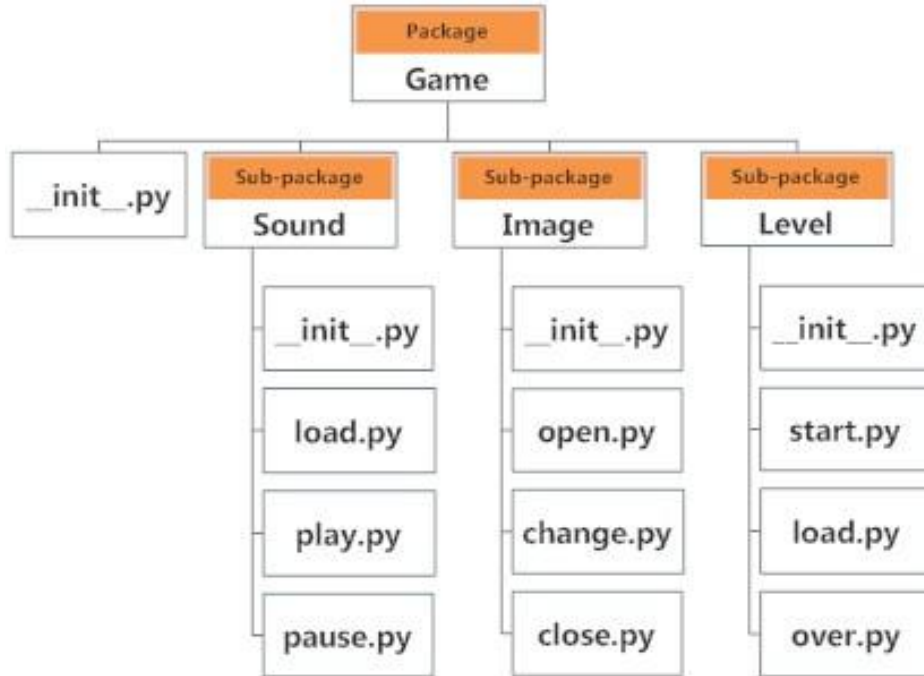 Package
Game
__init__.py
Sub-package
Sound
__init__.py
load.py
play.py
pause.py
Sub-package
Image
__init__.py
open.py
change.py
close.py
Sub-package
Level
__init__.py
start.py
load.py
over.py